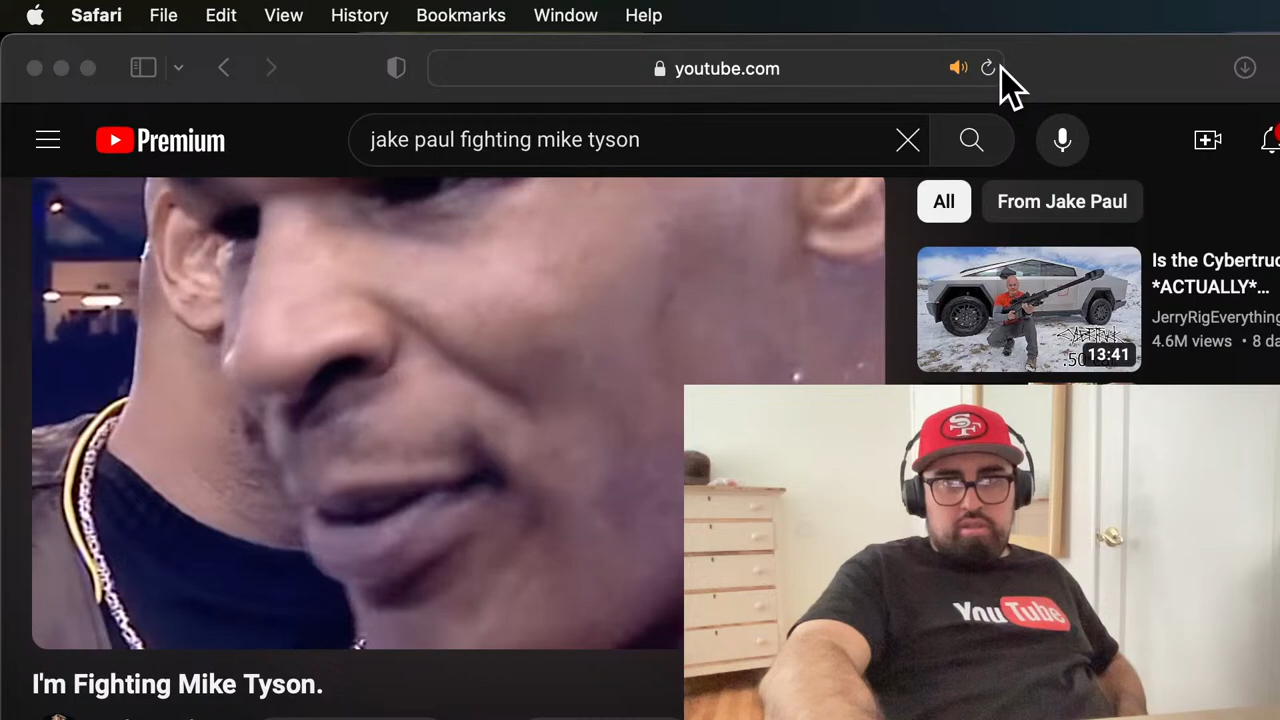 Safari File Edit View History Bookmarks Window Help
youtube.com
Premium
jake paul fighting mike tyson
All
From Jake Paul
Is the Cybertruc
*ACTUALLY*...
JerryRigEverything
4.6M views • 8 da
.50
13:41
SF
YouTube
I'm Fighting Mike Tyson.